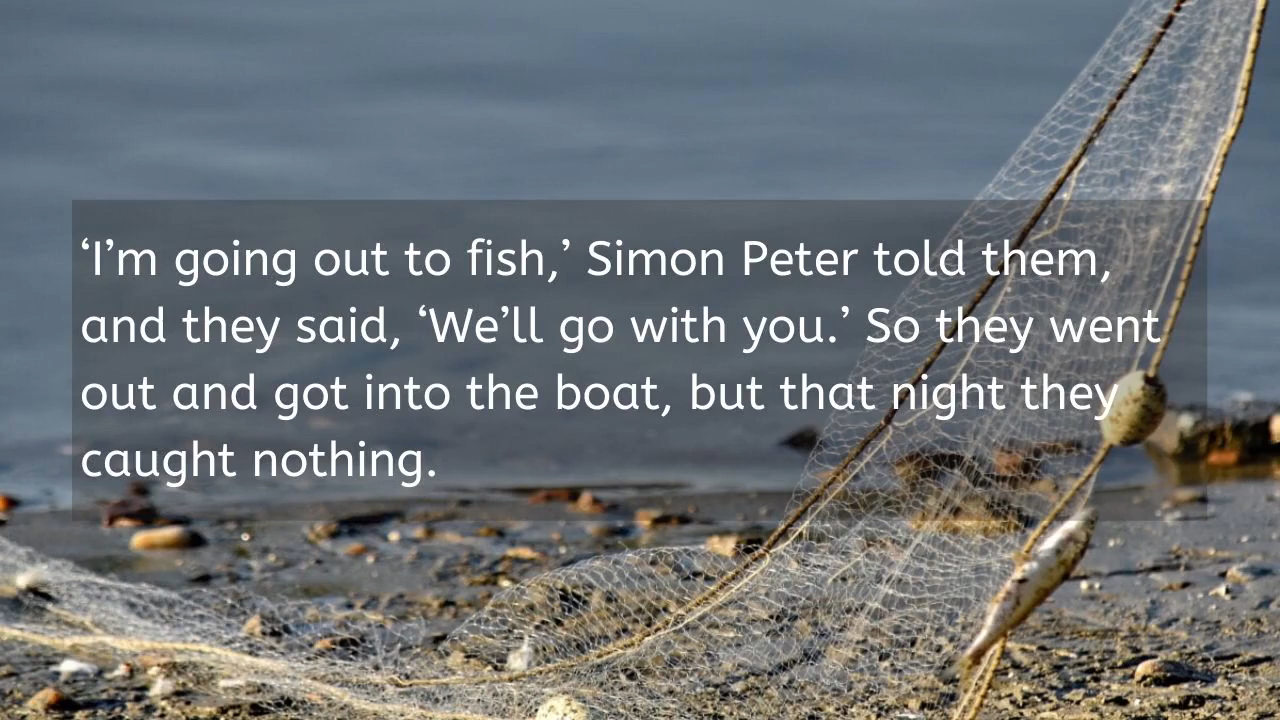 ‘I’m going out to fish,’ Simon Peter told them,
and they said, ‘We’ll go with you.’ So they went
out and got into the boat, but that night they
caught nothing.